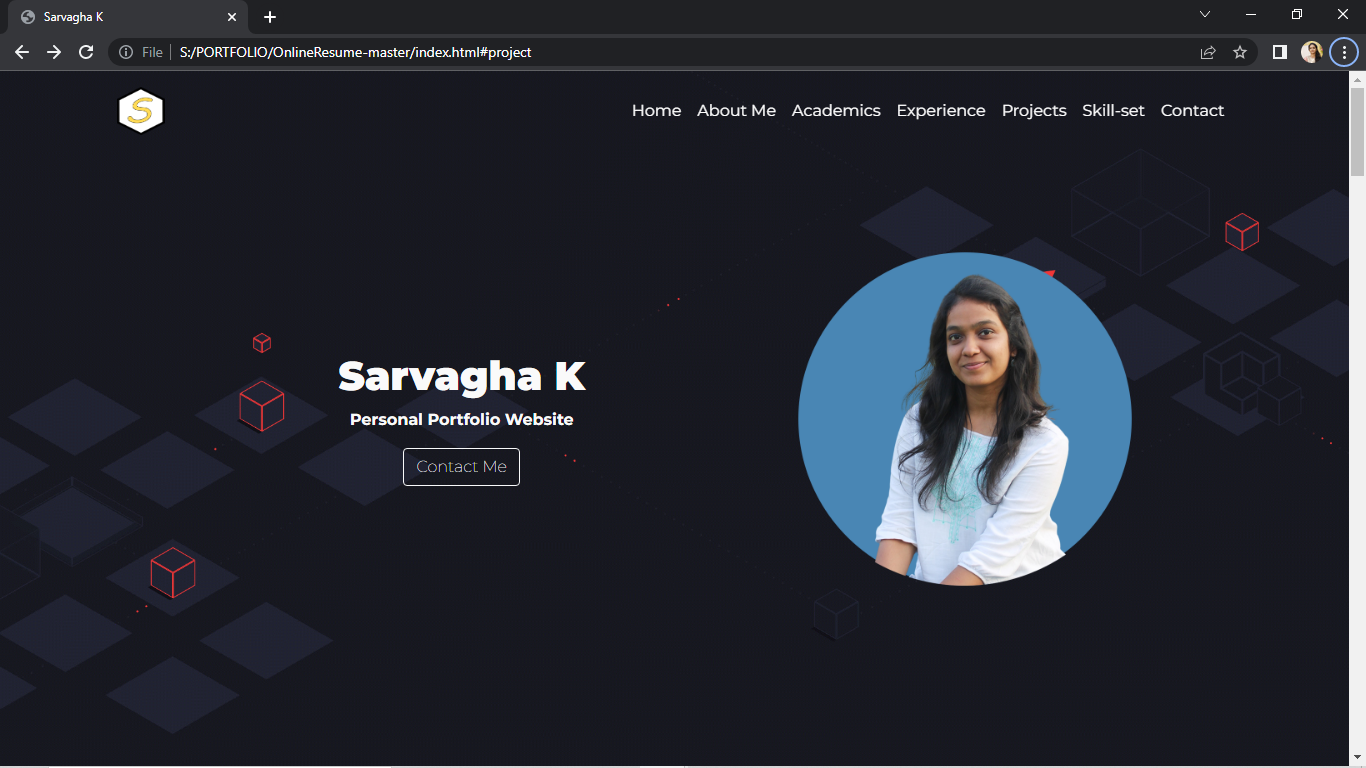 Sarvagha K
File S:/PORTFOLIO/OnlineResume-master/index.html#project
S
Home About Me Academics Experience Projects Skill-set Contact
Sarvagha K
Personal Portfolio Website
Contact Me